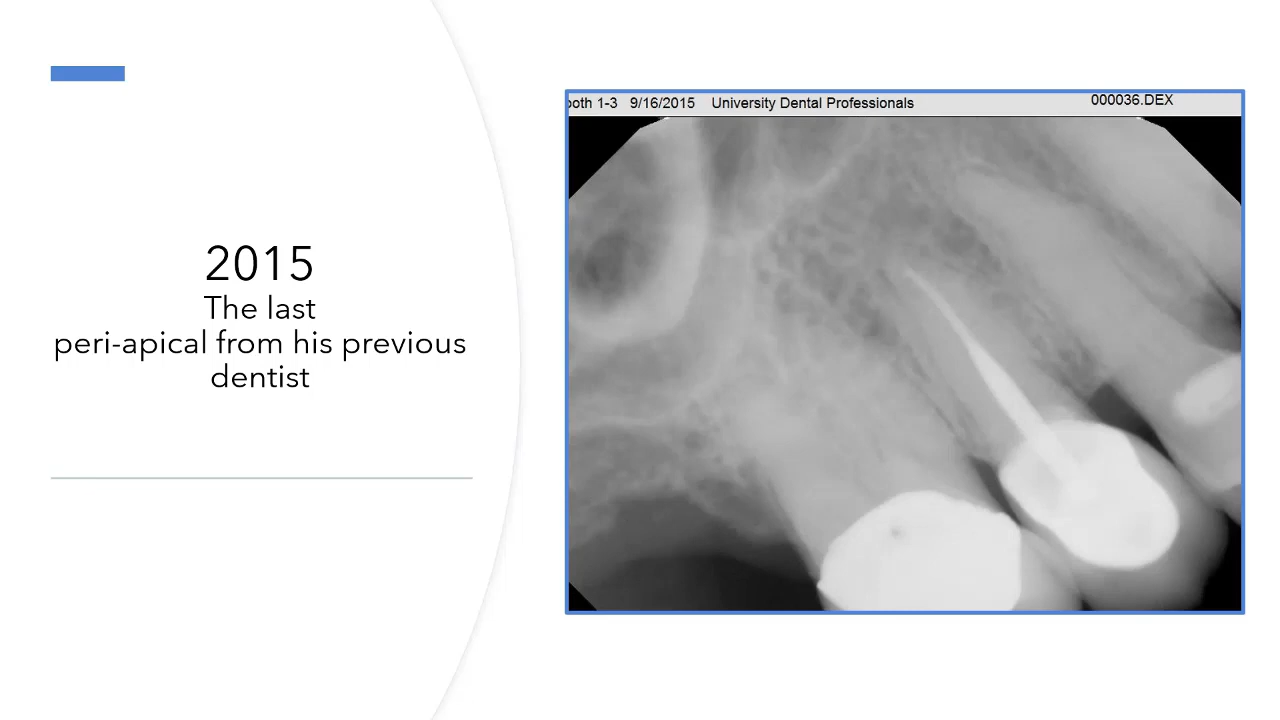 2015
The last
peri-apical from his previous
dentist
ooth 1-3 9/16/2015 University Dental Professionals 000036.DEX